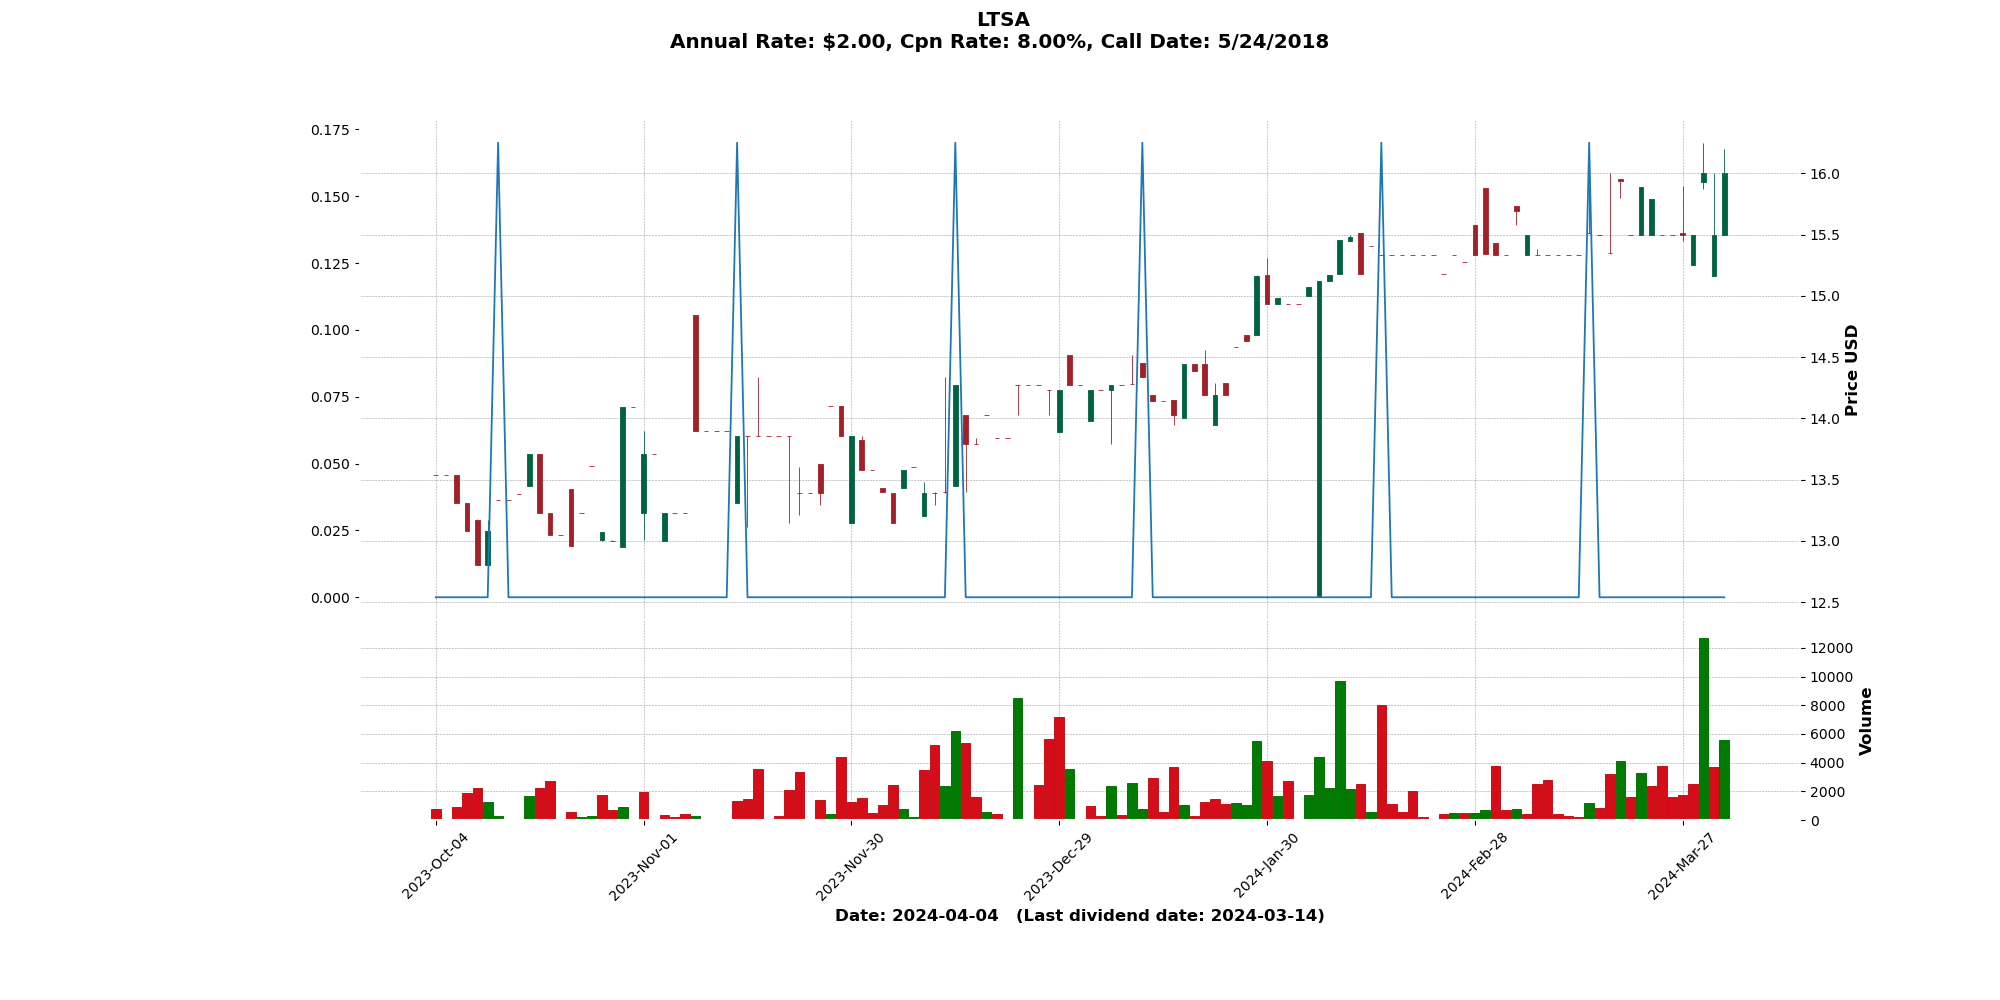 LTSA
Annual Rate: $2.00, Cpn Rate: 8.00%, Call Date: 5/24/2018
0.175
0.150
0.125
0.100
0.075
0.050
0.025
0.000
16.0
15.5
15.0
14.5
14.0
13.5
13.0
12.5
Price USD
12000
10000
8000
6000
4000
2000
0
Volume
2023-Oct-04
2023-Nov-01
2023-Nov-30
2023-Dec-29
2024-Jan-30
2024-Feb-28
2024-Mar-27
Date: 2024-04-04   (Last dividend date: 2024-03-14)